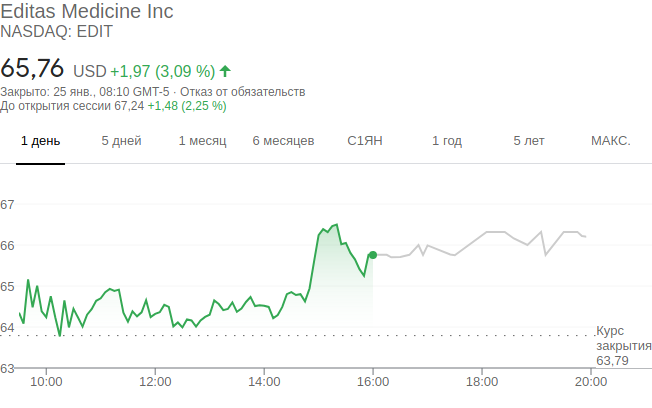 Editas Medicine Inc
NASDAQ: EDIT
65,76 USD +1,97 (3,09 %)
Закрыто: 25 янв., 08:10 GMT-5 · Отказ от обязательств
До открытия сессии 67,24 +1,48 (2,25 %)
1 день 5 дней 1 месяц 6 месяцев С1ЯН 1 год 5 лет МАКС.
67
66
65
64
63
Курс
закрытия
63,79
10:00 12:00 14:00 16:00 18:00 20:00